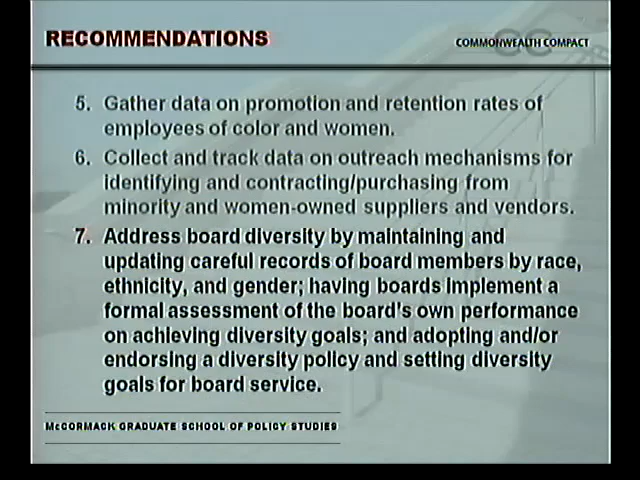 RECOMMENDATIONS
CC
COMMONWEALTH COMPACT
5. Gather data on promotion and retention rates of
employees of color and women.
6. Collect and track data on outreach mechanisms for
identifying and contracting/purchasing from
minority and women-owned suppliers and vendors.
7. Address board diversity by maintaining and
updating careful records of board members by race,
ethnicity, and gender; having boards implement a
formal assessment of the board's own performance
on achieving diversity goals; and adopting and/or
endorsing a diversity policy and setting diversity
goals for board service.
McCORMACK GRADUATE SCHOOL OF POLICY STUDIES